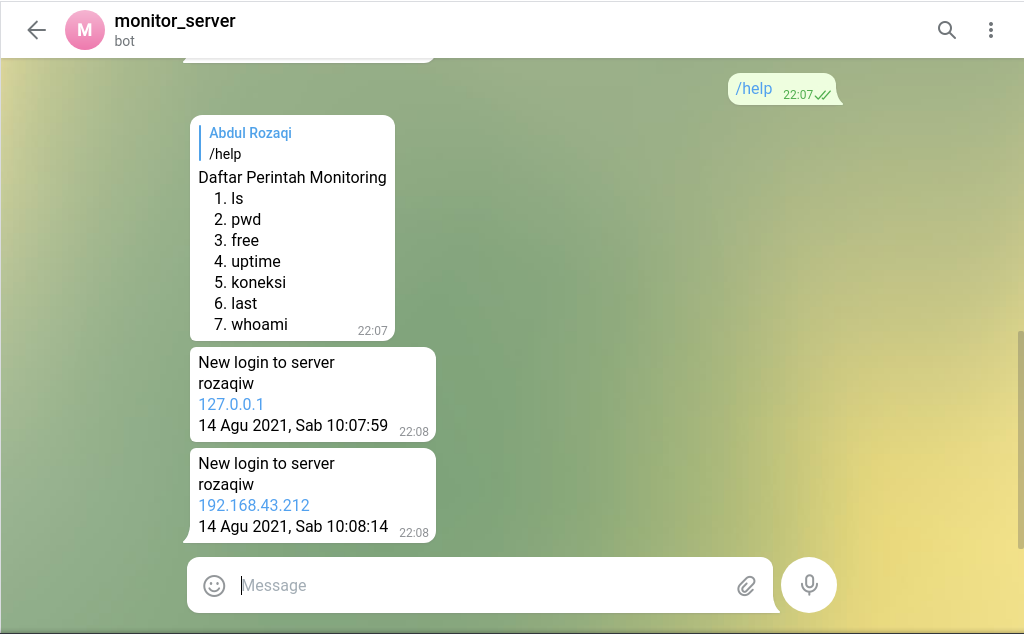 M
monitor_server
bot
/help 22:07
Abdul Rozaqi
/help
Daftar Perintah Monitoring
1. ls
2. pwd
3. free
4. uptime
5. koneksi
6. last
7. whoami
22:07
New login to server
rozaqiw
127.0.0.1
14 Agu 2021, Sab 10:07:59 22:08
New login to server
rozaqiw
192.168.43.212
14 Agu 2021, Sab 10:08:14 22:08
Message